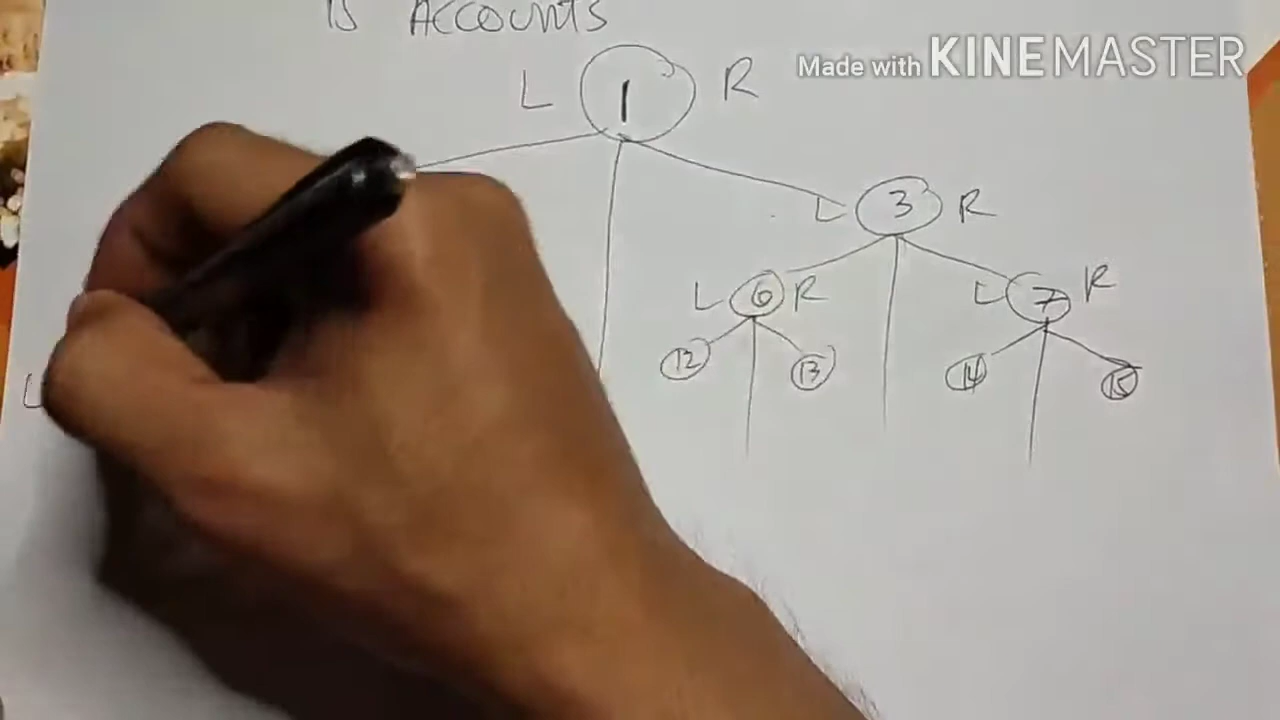 15 ACCOUNTS
Made with KINEMASTER
L 1 R
L 3 R
L 6 R L 7 R
12 13 14 15
L